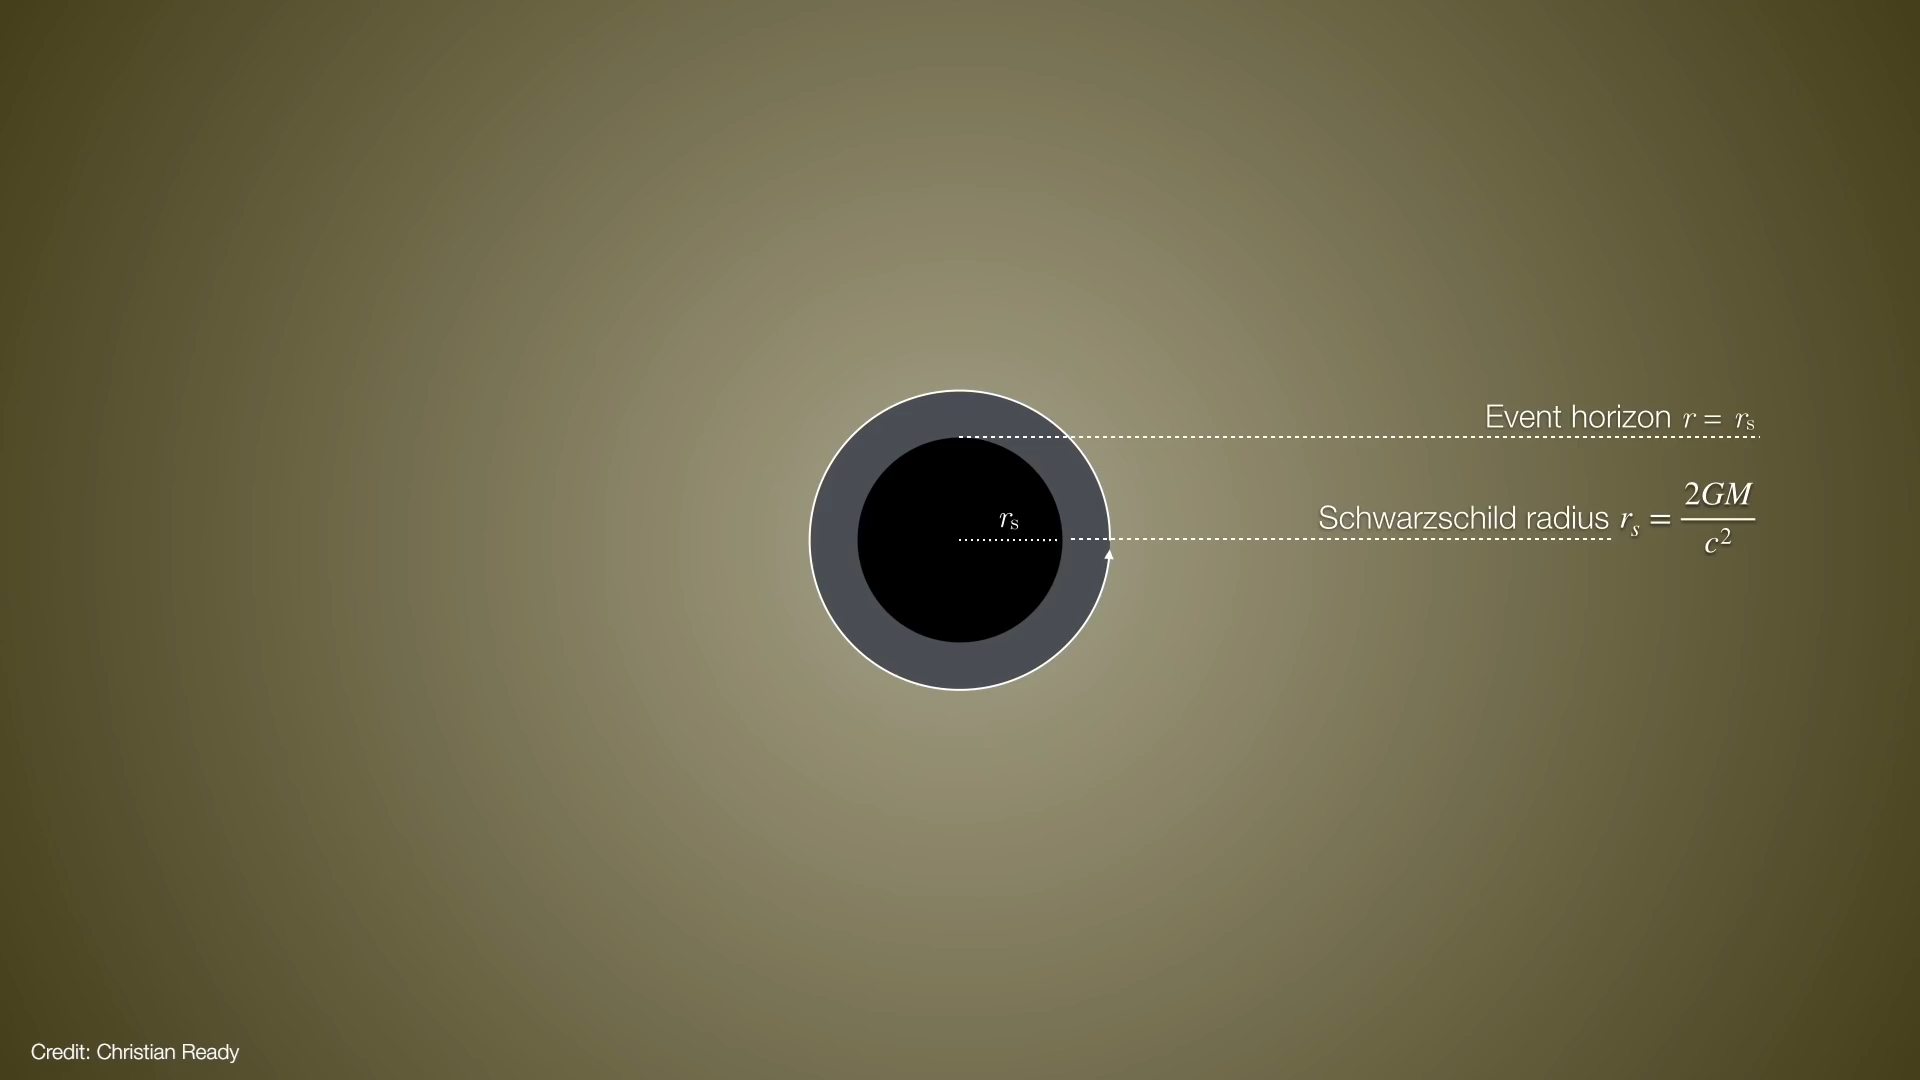 Event horizon r = rₛ
rₛ
Schwarzschild radius rₛ = 2GM / c²
Credit: Christian Ready